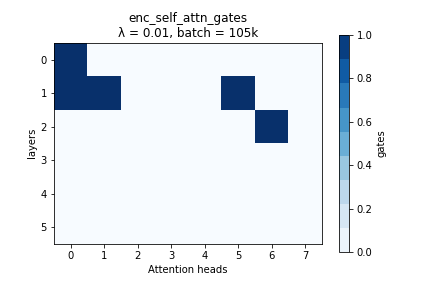 enc_self_attn_gates
λ = 0.01, batch = 105k
layers
0
1
2
3
4
5
0 1 2 3 4 5 6 7
Attention heads
1.0
0.8
0.6
0.4
0.2
0.0
gates